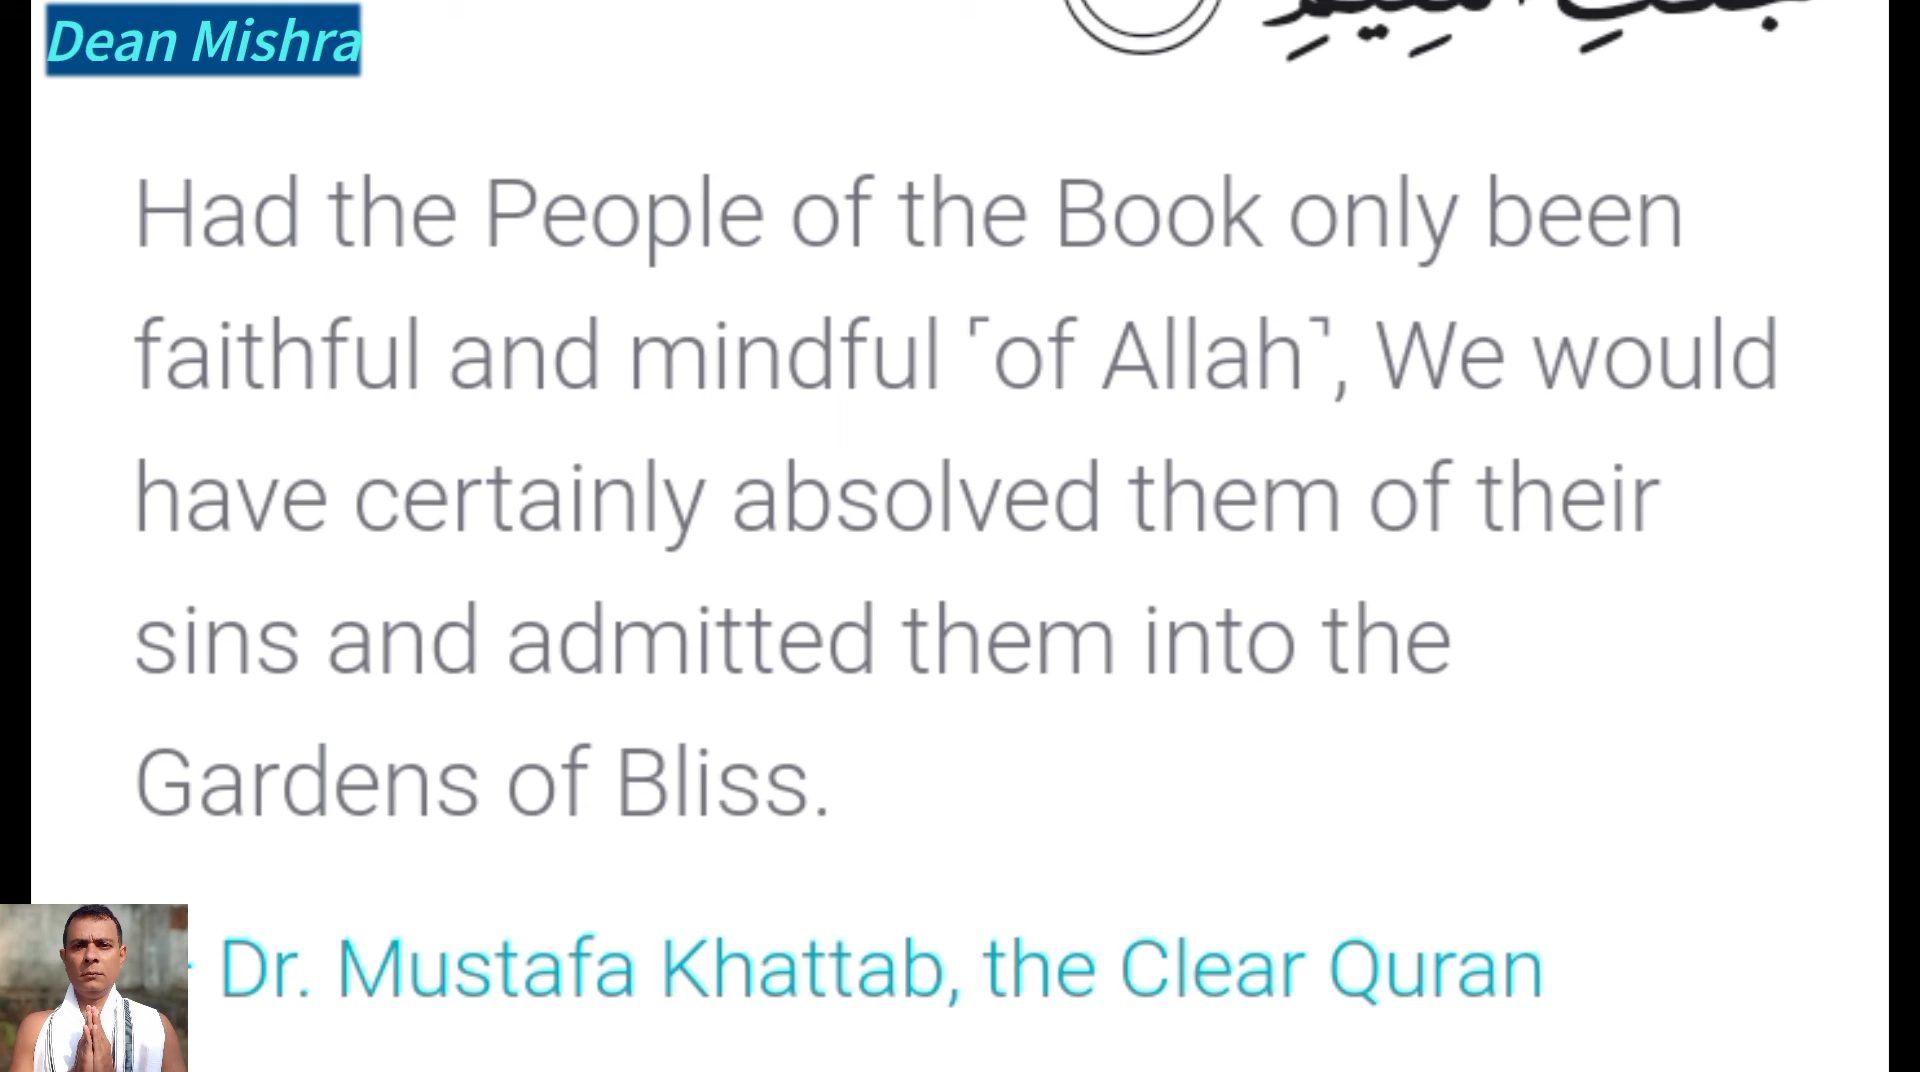 Dean Mishra
Had the People of the Book only been
faithful and mindful ˹of Allah˺, We would
have certainly absolved them of their
sins and admitted them into the
Gardens of Bliss.
- Dr. Mustafa Khattab, the Clear Quran